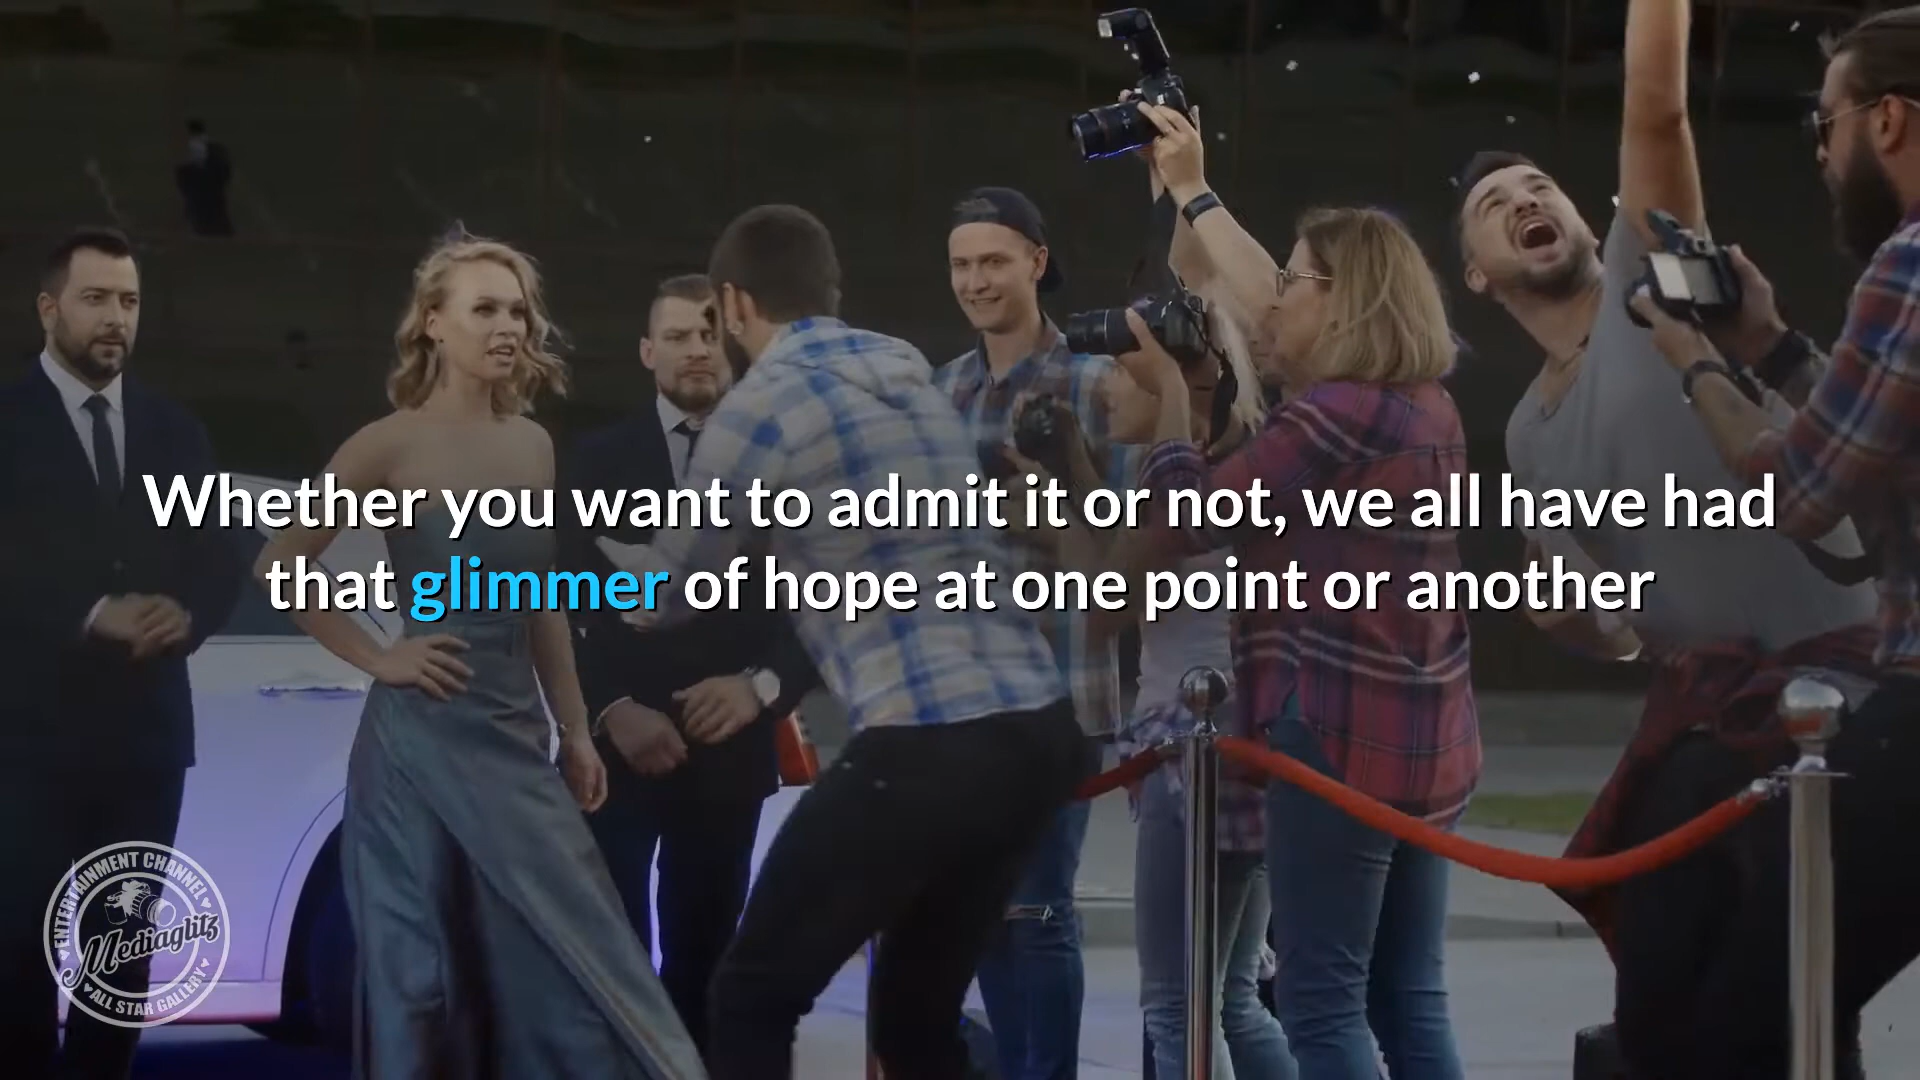 Whether you want to admit it or not, we all have had
that glimmer of hope at one point or another
ENTERTAINMENT CHANNEL
Mediaglitz
ALL STAR GALLERY